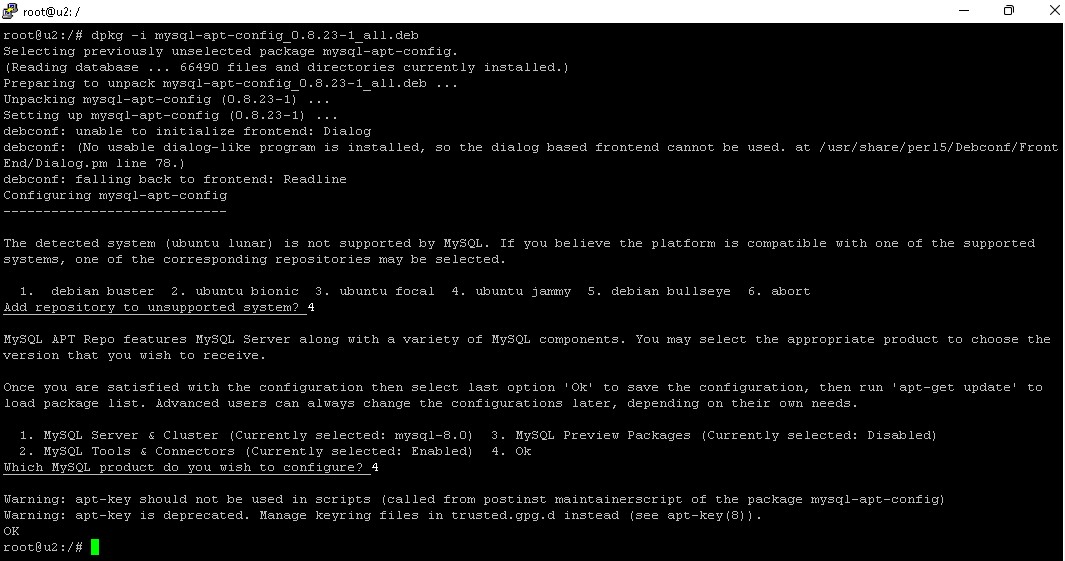 root@u2: /
root@u2:/# dpkg -i mysql-apt-config_0.8.23-1_all.deb
Selecting previously unselected package mysql-apt-config.
(Reading database ... 66490 files and directories currently installed.)
Preparing to unpack mysql-apt-config_0.8.23-1_all.deb ...
Unpacking mysql-apt-config (0.8.23-1) ...
Setting up mysql-apt-config (0.8.23-1) ...
debconf: unable to initialize frontend: Dialog
debconf: (No usable dialog-like program is installed, so the dialog based frontend cannot be used. at /usr/share/perl5/Debconf/Front
End/Dialog.pm line 78.)
debconf: falling back to frontend: Readline
Configuring mysql-apt-config
----------------------------
The detected system (ubuntu lunar) is not supported by MySQL. If you believe the platform is compatible with one of the supported
systems, one of the corresponding repositories may be selected.
1. debian buster 2. ubuntu bionic 3. ubuntu focal 4. ubuntu jammy 5. debian bullseye 6. abort
Add repository to unsupported system? 4
MySQL APT Repo features MySQL Server along with a variety of MySQL components. You may select the appropriate product to choose the
version that you wish to receive.
Once you are satisfied with the configuration then select last option 'Ok' to save the configuration, then run 'apt-get update' to
load package list. Advanced users can always change the configurations later, depending on their own needs.
1. MySQL Server & Cluster (Currently selected: mysql-8.0) 3. MySQL Preview Packages (Currently selected: Disabled)
2. MySQL Tools & Connectors (Currently selected: Enabled) 4. Ok
Which MySQL product do you wish to configure? 4
Warning: apt-key should not be used in scripts (called from postinst maintainerscript of the package mysql-apt-config)
Warning: apt-key is deprecated. Manage keyring files in trusted.gpg.d instead (see apt-key(8)).
OK
root@u2:/#